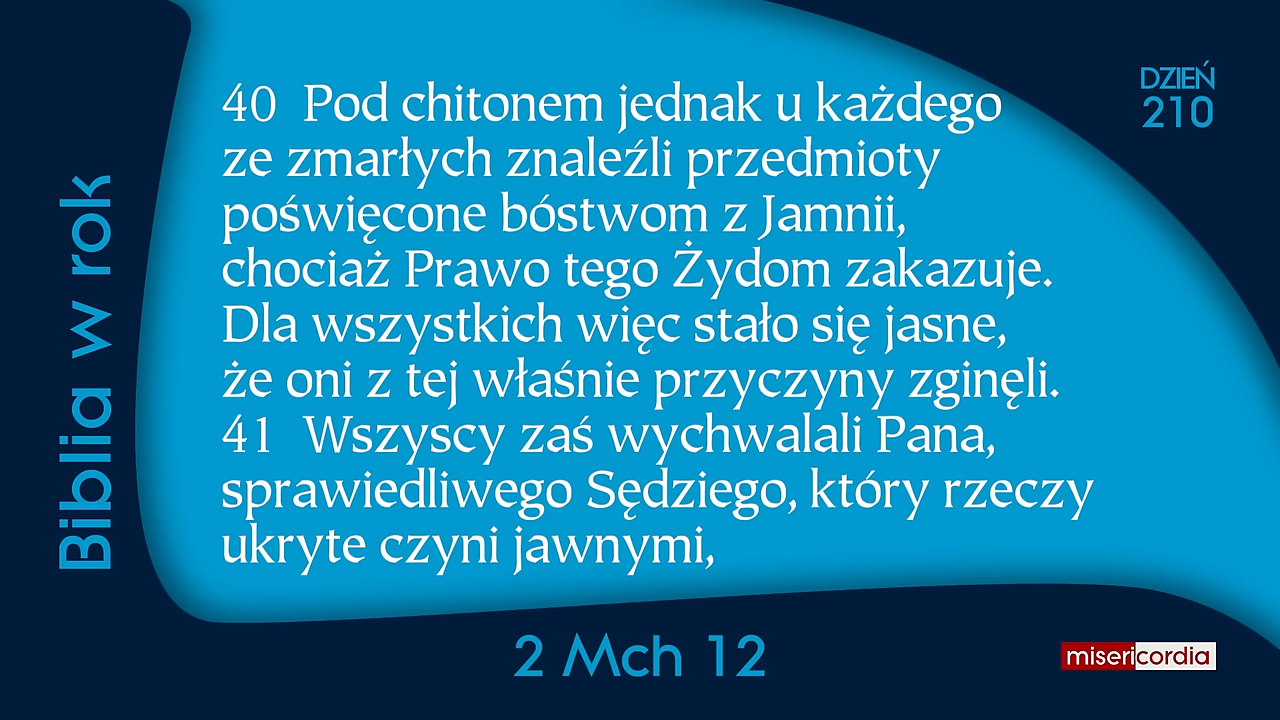 DZIEŃ
210
Biblia w rok
40 Pod chitonem jednak u każdego
ze zmarłych znaleźli przedmioty
poświęcone bóstwom z Jamnii,
chociaż Prawo tego Żydom zakazuje.
Dla wszystkich więc stało się jasne,
że oni z tej właśnie przyczyny zginęli.
41 Wszyscy zaś wychwalali Pana,
sprawiedliwego Sędziego, który rzeczy
ukryte czyni jawnymi,
2 Mch 12
misericordia